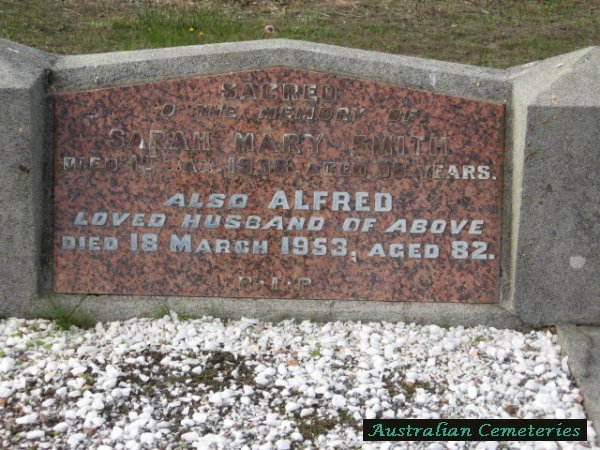 SACRED
TO THE MEMORY OF
SARAH MARY SMITH
DIED AGED YEARS.
ALSO ALFRED
LOVED HUSBAND OF ABOVE
DIED 18 MARCH 1953, AGED 82.
R.I.P
Australian Cemeteries